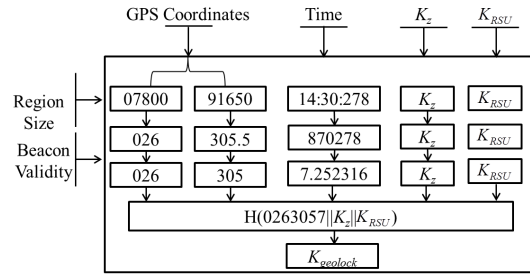 GPS Coordinates Time K_z K_RSU
Region Size
07800 91650 14:30:278 K_z K_RSU
Beacon Validity
026 305.5 870278 K_z K_RSU
026 305 7.252316 K_z K_RSU
H(0263057||K_z||K_RSU)
K_geolock